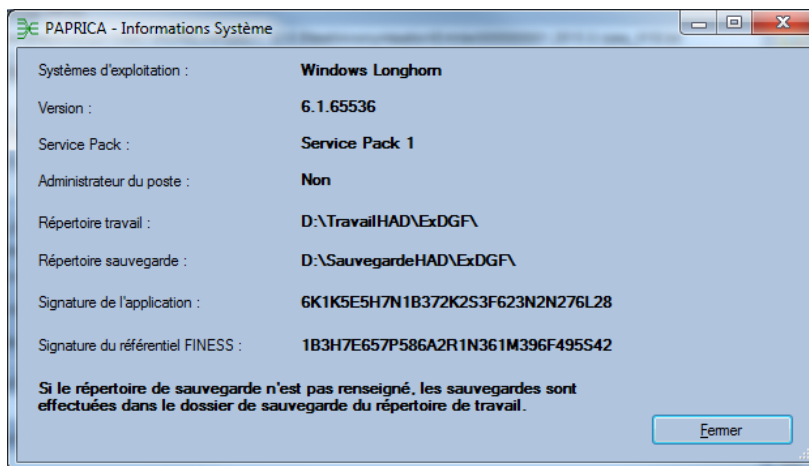 PAPRICA - Informations Système
Systèmes d'exploitation : Windows Longhorn
Version : 6.1.65536
Service Pack : Service Pack 1
Administrateur du poste : Non
Répertoire travail : D:\TravailHAD\ExDGF\
Répertoire sauvegarde : D:\SauvegardeHAD\ExDGF\
Signature de l'application : 6K1K5E5H7N1B372K2S3F623N2N276L28
Signature du référentiel FINESS : 1B3H7E657P586A2R1N361M396F495S42
Si le répertoire de sauvegarde n'est pas renseigné, les sauvegardes sont
effectuées dans le dossier de sauvegarde du répertoire de travail.
Fermer